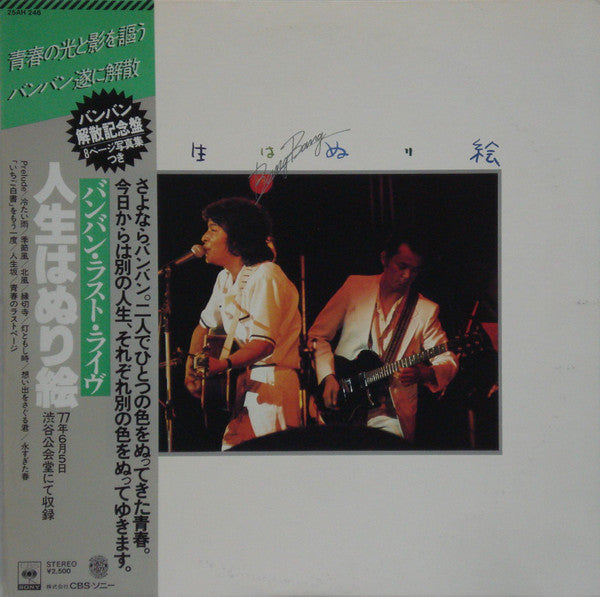 25AH 246
青春の光と影を謳う
バンバン遂に解散
バンバン
解散記念盤
8ページ写真集
つき
生はぬり絵
Bang Bang
さよならバンバン。二人でひとつの色をぬってきた青春。
今日からは別の人生、それぞれ別の色をぬってゆきます。
バンバン・ラスト・ライヴ
人生はぬり絵
'77年6月5日
渋谷公会堂にて収録
Prelude/冷たい雨/季節風/北風/縁切寺/灯ともし時、想い出をさぐる君/永すぎた春
「いちご白書」をもう一度/人生坂/青春のラストページ
SONY
STEREO
¥2,500
株式会社 CBS・ソニー